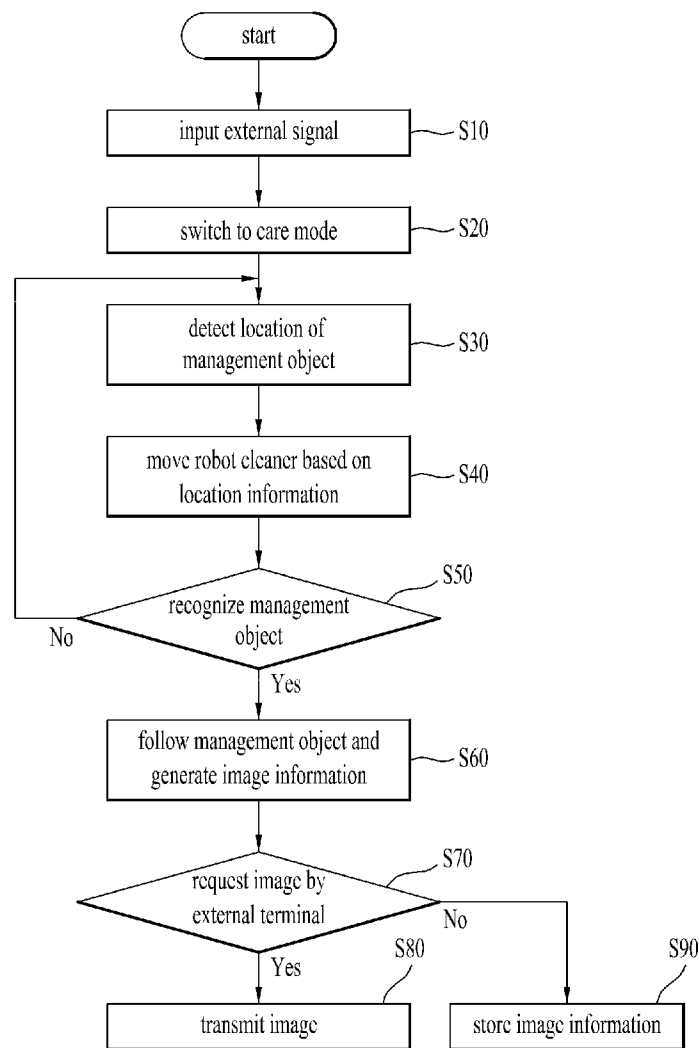 start
input external signal
S10
switch to care mode
S20
detect location of
management object
S30
move robot cleaner based on
location information
S40
S50
recognize management
object
No
Yes
follow management object and
generate image information
S60
S70
request image by
external terminal
No
Yes
S80
S90
transmit image
store image information